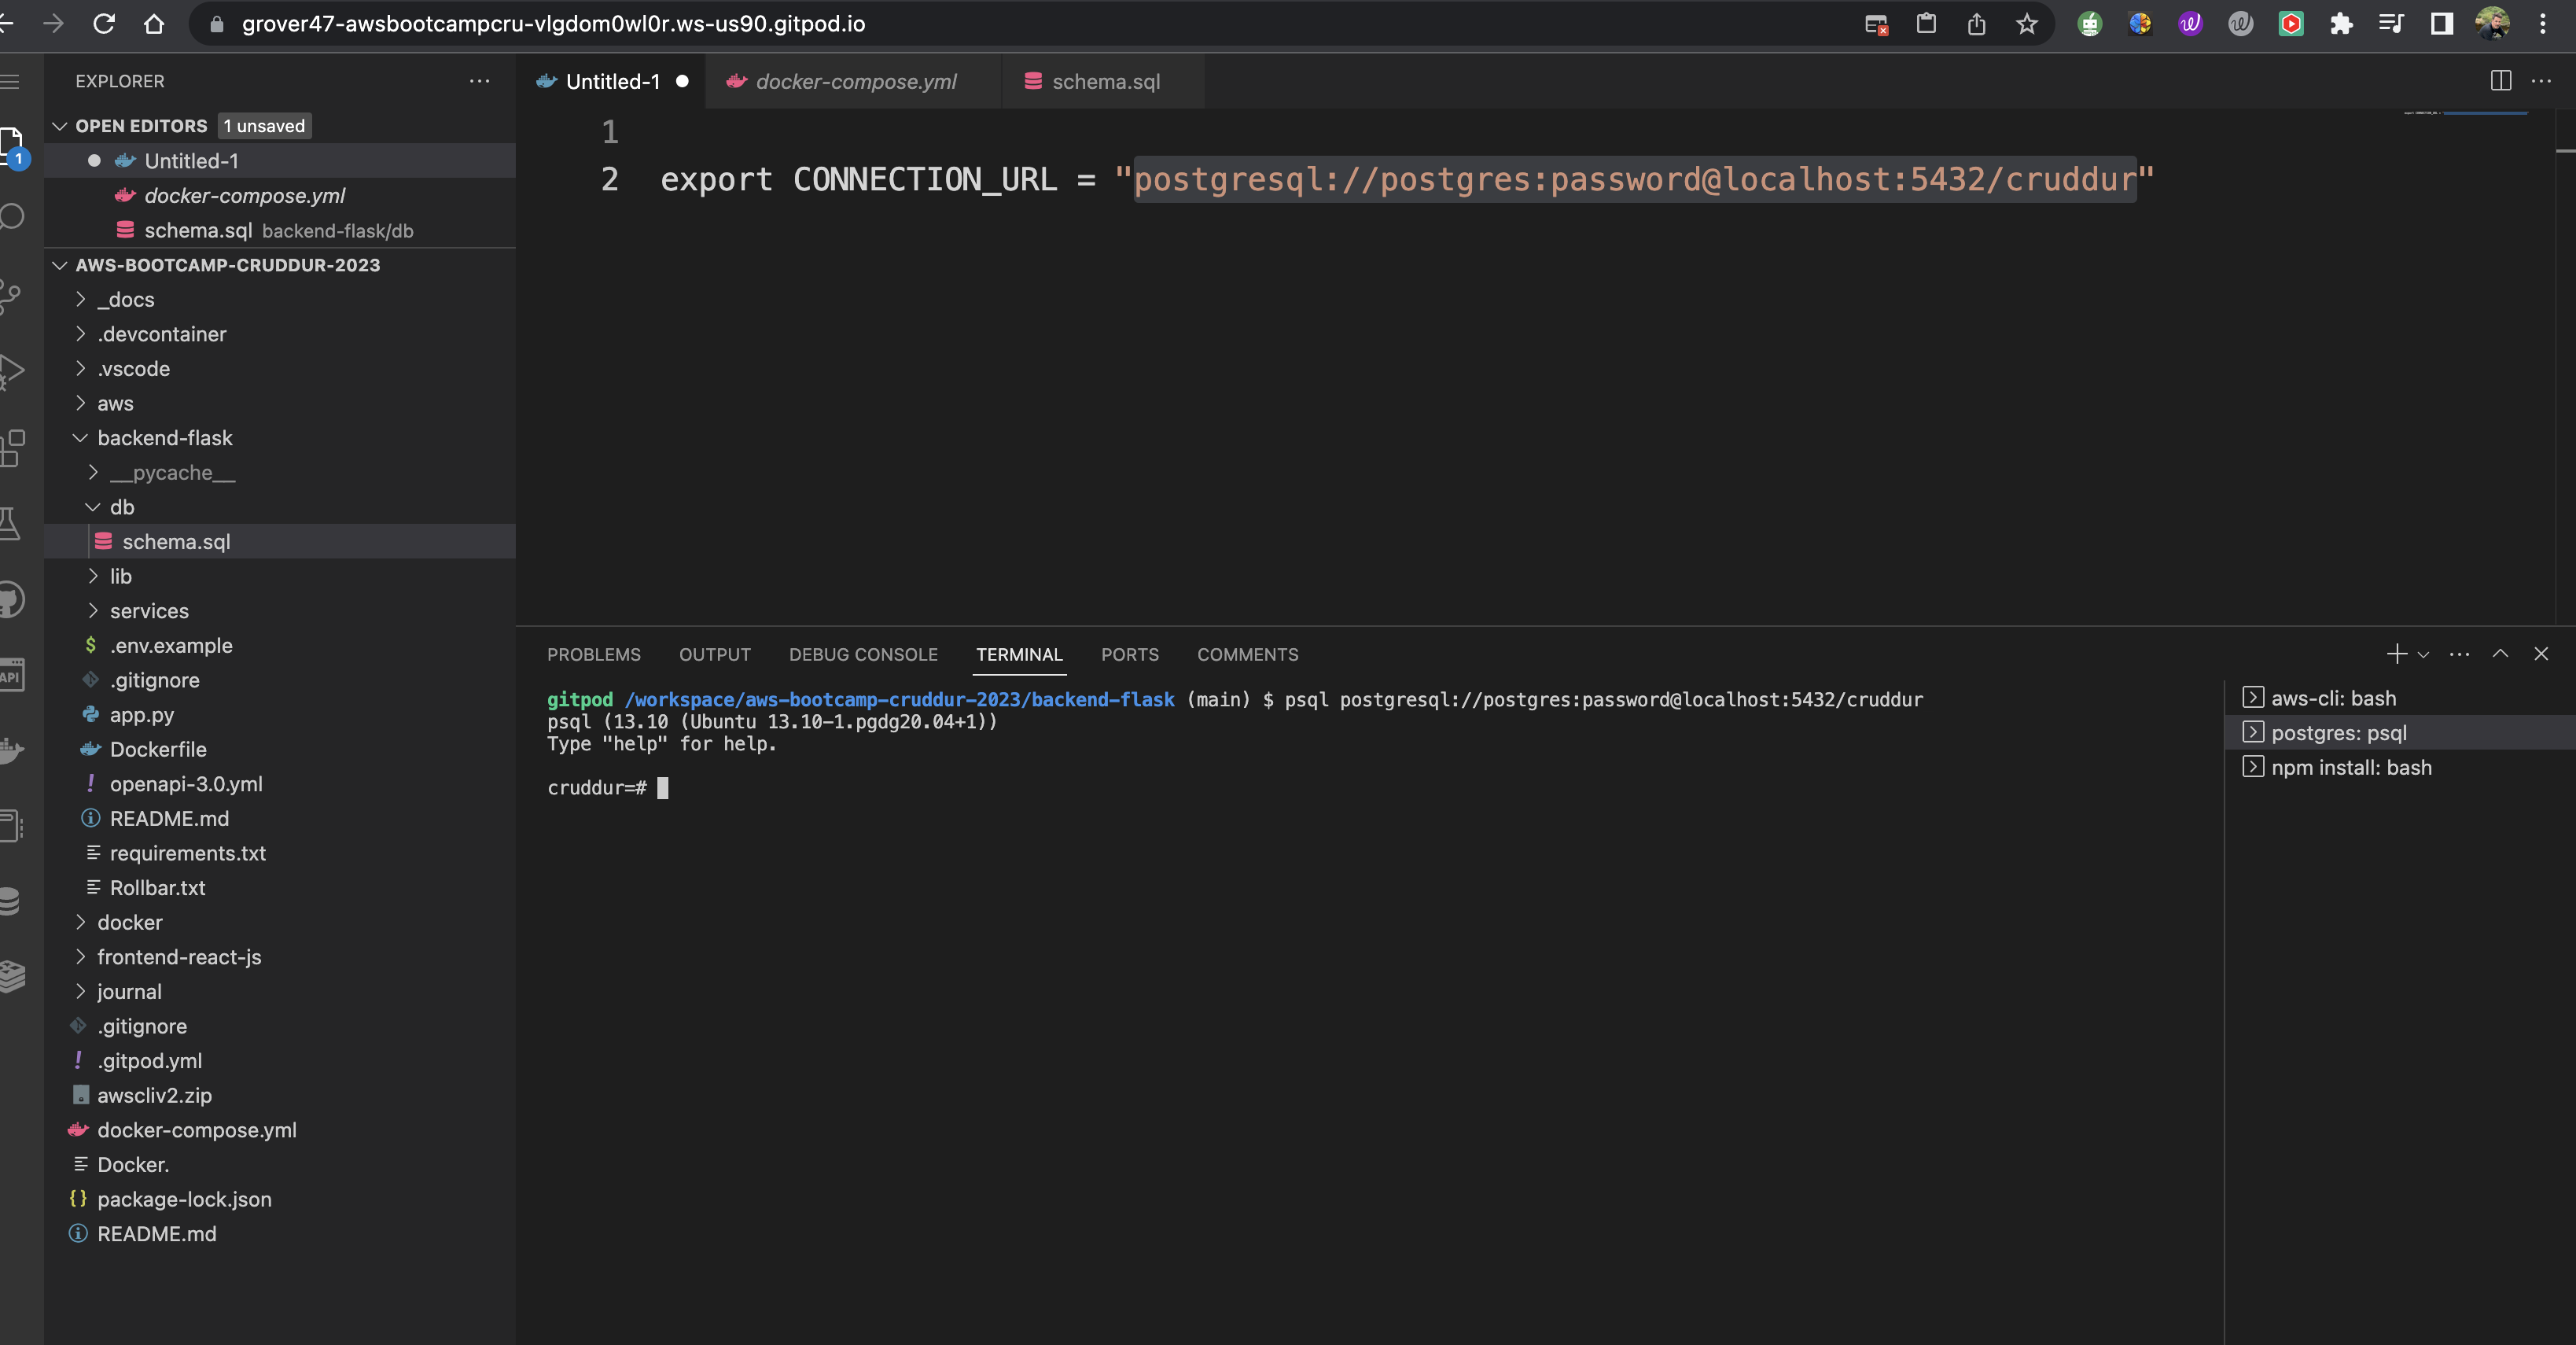 grover47-awsbootcampcru-vlgdom0wl0r.ws-us90.gitpod.io
EXPLORER
OPEN EDITORS 1 unsaved
Untitled-1
docker-compose.yml
schema.sql backend-flask/db
AWS-BOOTCAMP-CRUDDUR-2023
_docs
.devcontainer
.vscode
aws
backend-flask
__pycache__
db
schema.sql
lib
services
$ .env.example
.gitignore
app.py
Dockerfile
! openapi-3.0.yml
README.md
requirements.txt
Rollbar.txt
docker
frontend-react-js
journal
.gitignore
! .gitpod.yml
awscliv2.zip
docker-compose.yml
Docker.
{} package-lock.json
README.md
1
API
Untitled-1 docker-compose.yml schema.sql
1
2 export CONNECTION_URL = "postgresql://postgres:password@localhost:5432/cruddur"
PROBLEMS OUTPUT DEBUG CONSOLE TERMINAL PORTS COMMENTS
gitpod /workspace/aws-bootcamp-cruddur-2023/backend-flask (main) $ psql postgresql://postgres:password@localhost:5432/cruddur
psql (13.10 (Ubuntu 13.10-1.pgdg20.04+1))
Type "help" for help.
cruddur=#
aws-cli: bash
postgres: psql
npm install: bash